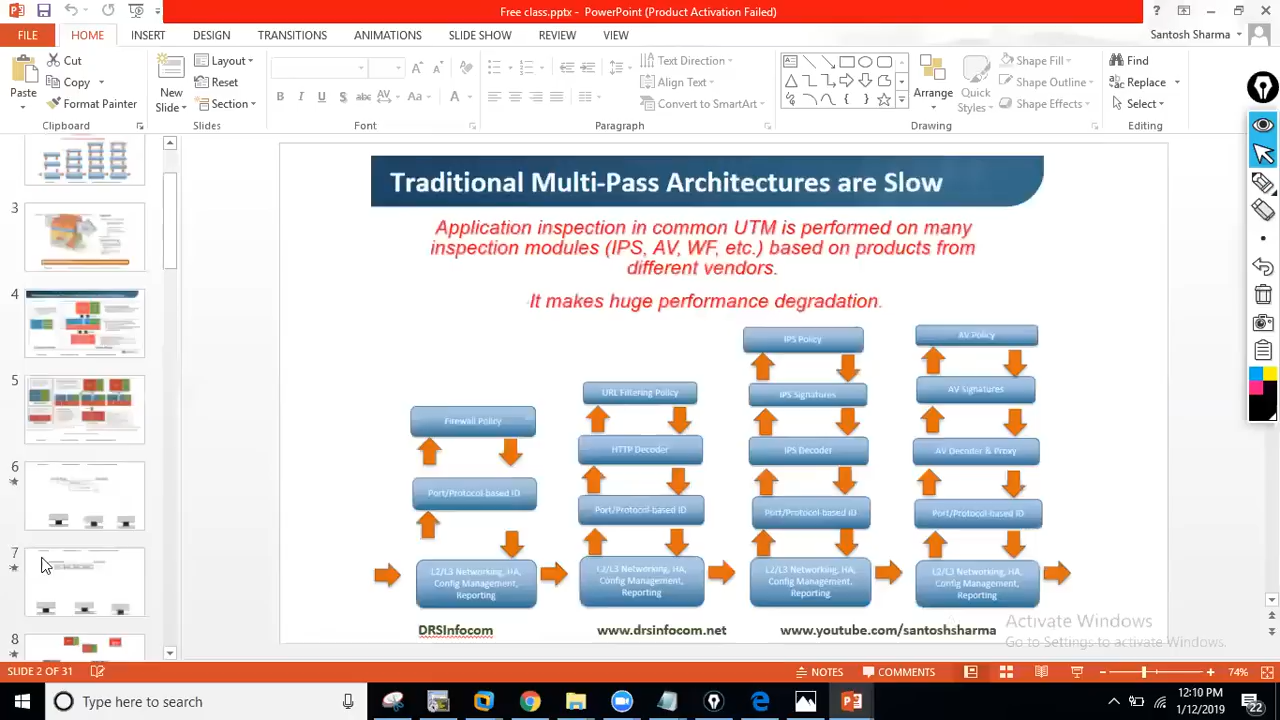 Free class.pptx - PowerPoint (Product Activation Failed)
FILE HOME INSERT DESIGN TRANSITIONS ANIMATIONS SLIDE SHOW REVIEW VIEW Santosh Sharma
Paste Cut Copy Format Painter
Clipboard
New Slide Layout Reset Section
Slides
Font
Text Direction Align Text Convert to SmartArt
Paragraph
Arrange Quick Styles Shape Fill Shape Outline Shape Effects
Drawing
Find Replace Select
Editing
3
4
5
6
7
8
Traditional Multi-Pass Architectures are Slow
Application inspection in common UTM is performed on many
inspection modules (IPS, AV, WF, etc.) based on products from
different vendors.
It makes huge performance degradation.
Firewall Policy
Port/Protocol-based ID
L2/L3 Networking, HA,
Config Management,
Reporting
URL Filtering Policy
HTTP Decoder
Port/Protocol-based ID
L2/L3 Networking, HA,
Config Management,
Reporting
IPS Policy
IPS Signatures
IPS Decoder
Port/Protocol-based ID
L2/L3 Networking, HA,
Config Management,
Reporting
AV Policy
AV Signatures
AV Decoder & Proxy
Port/Protocol-based ID
L2/L3 Networking, HA,
Config Management,
Reporting
DRSInfocom www.drsinfocom.net www.youtube.com/santoshsharma
Activate Windows
Go to Settings to activate Windows.
SLIDE 2 OF 31 NOTES COMMENTS 74%
Type here to search
12:10 PM
1/12/2019
22